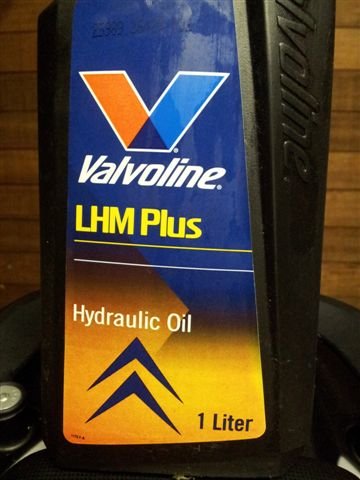 Valvoline
Valvoline
LHM Plus
Hydraulic Oil
1 Liter